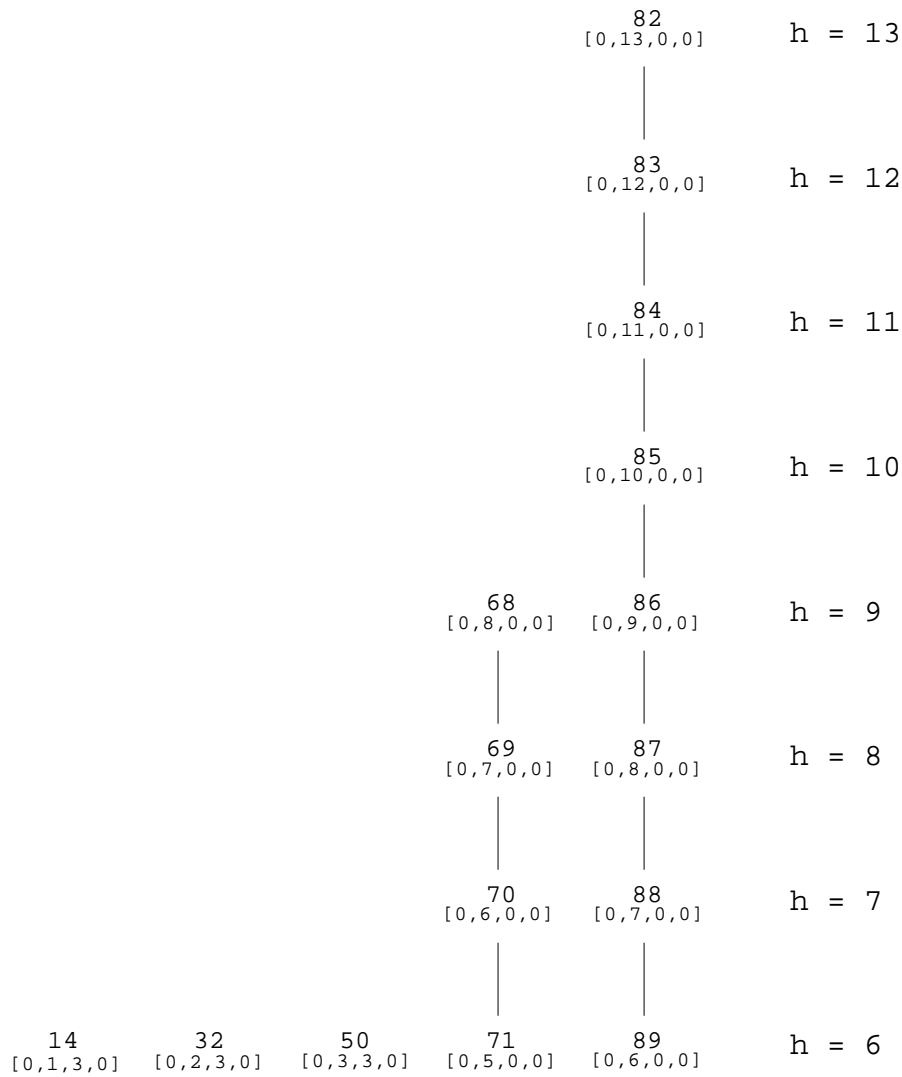 82
[0,13,0,0]
h = 13
83
[0,12,0,0]
h = 12
84
[0,11,0,0]
h = 11
85
[0,10,0,0]
h = 10
68 86
[0,8,0,0] [0,9,0,0]
h = 9
69 87
[0,7,0,0] [0,8,0,0]
h = 8
70 88
[0,6,0,0] [0,7,0,0]
h = 7
14 32 50 71 89
[0,1,3,0] [0,2,3,0] [0,3,3,0] [0,5,0,0] [0,6,0,0]
h = 6